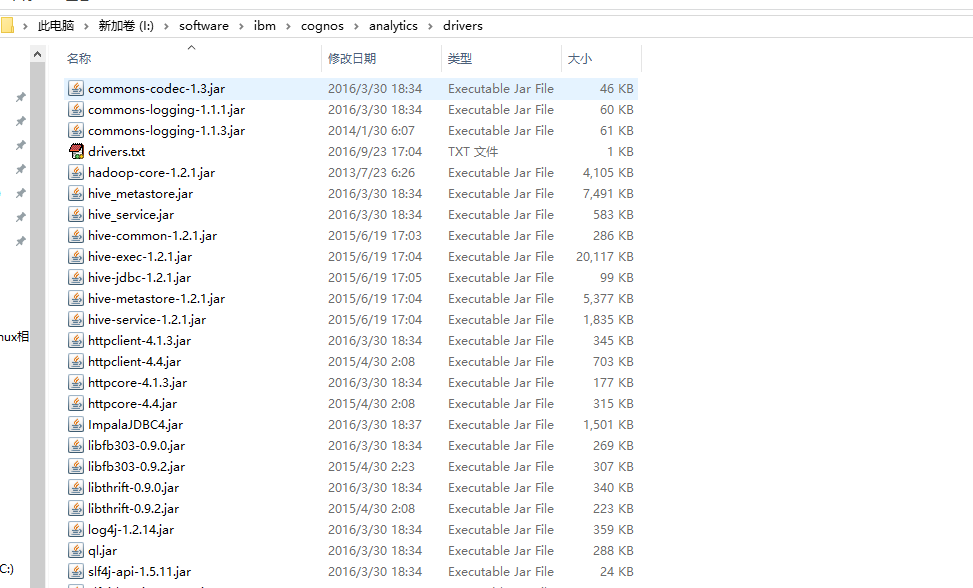 此电脑 › 新加卷 (I:) › software › ibm › cognos › analytics › drivers
名称 修改日期 类型 大小
commons-codec-1.3.jar 2016/3/30 18:34 Executable Jar File 46 KB
commons-logging-1.1.1.jar 2016/3/30 18:34 Executable Jar File 60 KB
commons-logging-1.1.3.jar 2014/1/30 6:07 Executable Jar File 61 KB
drivers.txt 2016/9/23 17:04 TXT 文件 1 KB
hadoop-core-1.2.1.jar 2013/7/23 6:26 Executable Jar File 4,105 KB
hive_metastore.jar 2016/3/30 18:34 Executable Jar File 7,491 KB
hive_service.jar 2016/3/30 18:34 Executable Jar File 583 KB
hive-common-1.2.1.jar 2015/6/19 17:03 Executable Jar File 286 KB
hive-exec-1.2.1.jar 2015/6/19 17:04 Executable Jar File 20,117 KB
hive-jdbc-1.2.1.jar 2015/6/19 17:05 Executable Jar File 99 KB
hive-metastore-1.2.1.jar 2015/6/19 17:04 Executable Jar File 5,377 KB
hive-service-1.2.1.jar 2015/6/19 17:04 Executable Jar File 1,835 KB
nux相
httpclient-4.1.3.jar 2016/3/30 18:34 Executable Jar File 345 KB
httpclient-4.4.jar 2015/4/30 2:08 Executable Jar File 703 KB
httpcore-4.1.3.jar 2016/3/30 18:34 Executable Jar File 177 KB
httpcore-4.4.jar 2015/4/30 2:08 Executable Jar File 315 KB
ImpalaJDBC4.jar 2016/3/30 18:37 Executable Jar File 1,501 KB
libfb303-0.9.0.jar 2016/3/30 18:34 Executable Jar File 269 KB
libfb303-0.9.2.jar 2015/4/30 2:23 Executable Jar File 307 KB
libthrift-0.9.0.jar 2016/3/30 18:34 Executable Jar File 340 KB
libthrift-0.9.2.jar 2015/4/30 2:08 Executable Jar File 223 KB
log4j-1.2.14.jar 2016/3/30 18:34 Executable Jar File 359 KB
ql.jar 2016/3/30 18:34 Executable Jar File 288 KB
C:)
slf4j-api-1.5.11.jar 2016/3/30 18:34 Executable Jar File 24 KB